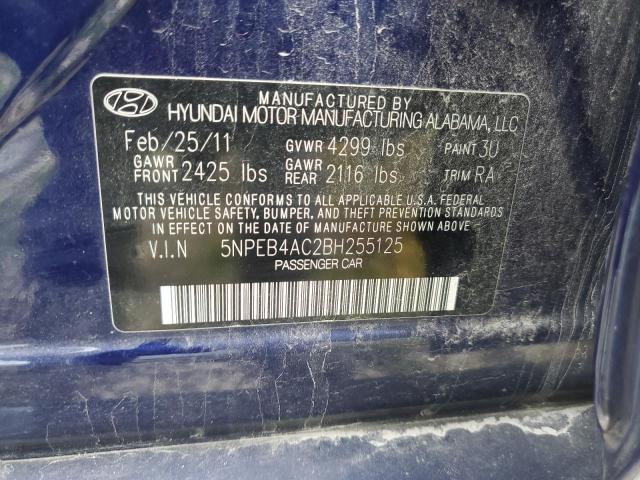 MANUFACTURED BY
HYUNDAI MOTOR MANUFACTURING ALABAMA, LLC
Feb/25/11 GVWR 4299 lbs PAINT 3U
GAWR FRONT 2425 lbs GAWR REAR 2116 lbs TRIM RA
THIS VEHICLE CONFORMS TO ALL APPLICABLE U.S.A. FEDERAL
MOTOR VEHICLE SAFETY, BUMPER, AND THEFT PREVENTION STANDARDS
IN EFFECT ON THE DATE OF MANUFACTURE SHOWN ABOVE.
V.I.N 5NPEB4AC2BH255125
PASSENGER CAR